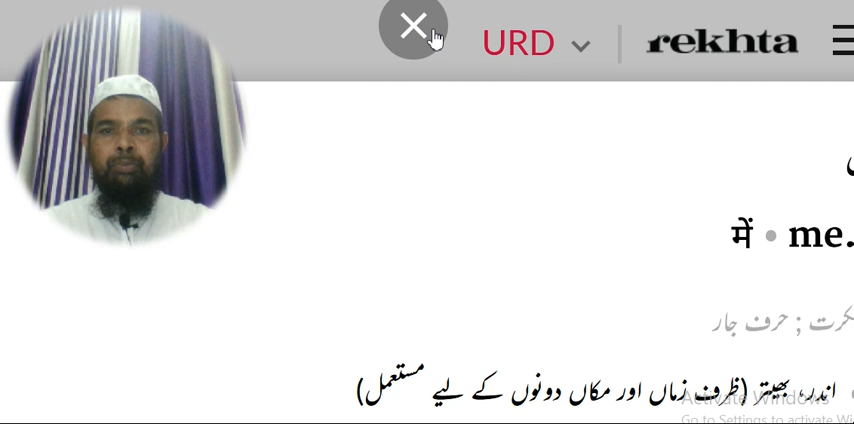 URD rekhta
में • me.
کرت ; حرف جار
اندر، بھیتر (ظرف زماں اور مکاں دونوں کے لیے مستعمل)
Activate Windows
Go to Settings to activate Wi